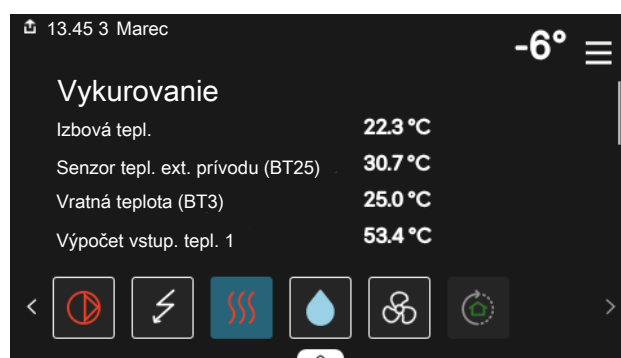 13.45 3 Marec
-6°
Vykurovanie
Izbová tepl. 22.3 °C
Senzor tepl. ext. prívodu (BT25) 30.7 °C
Vratná teplota (BT3) 25.0 °C
Výpočet vstup. tepl. 1 53.4 °C